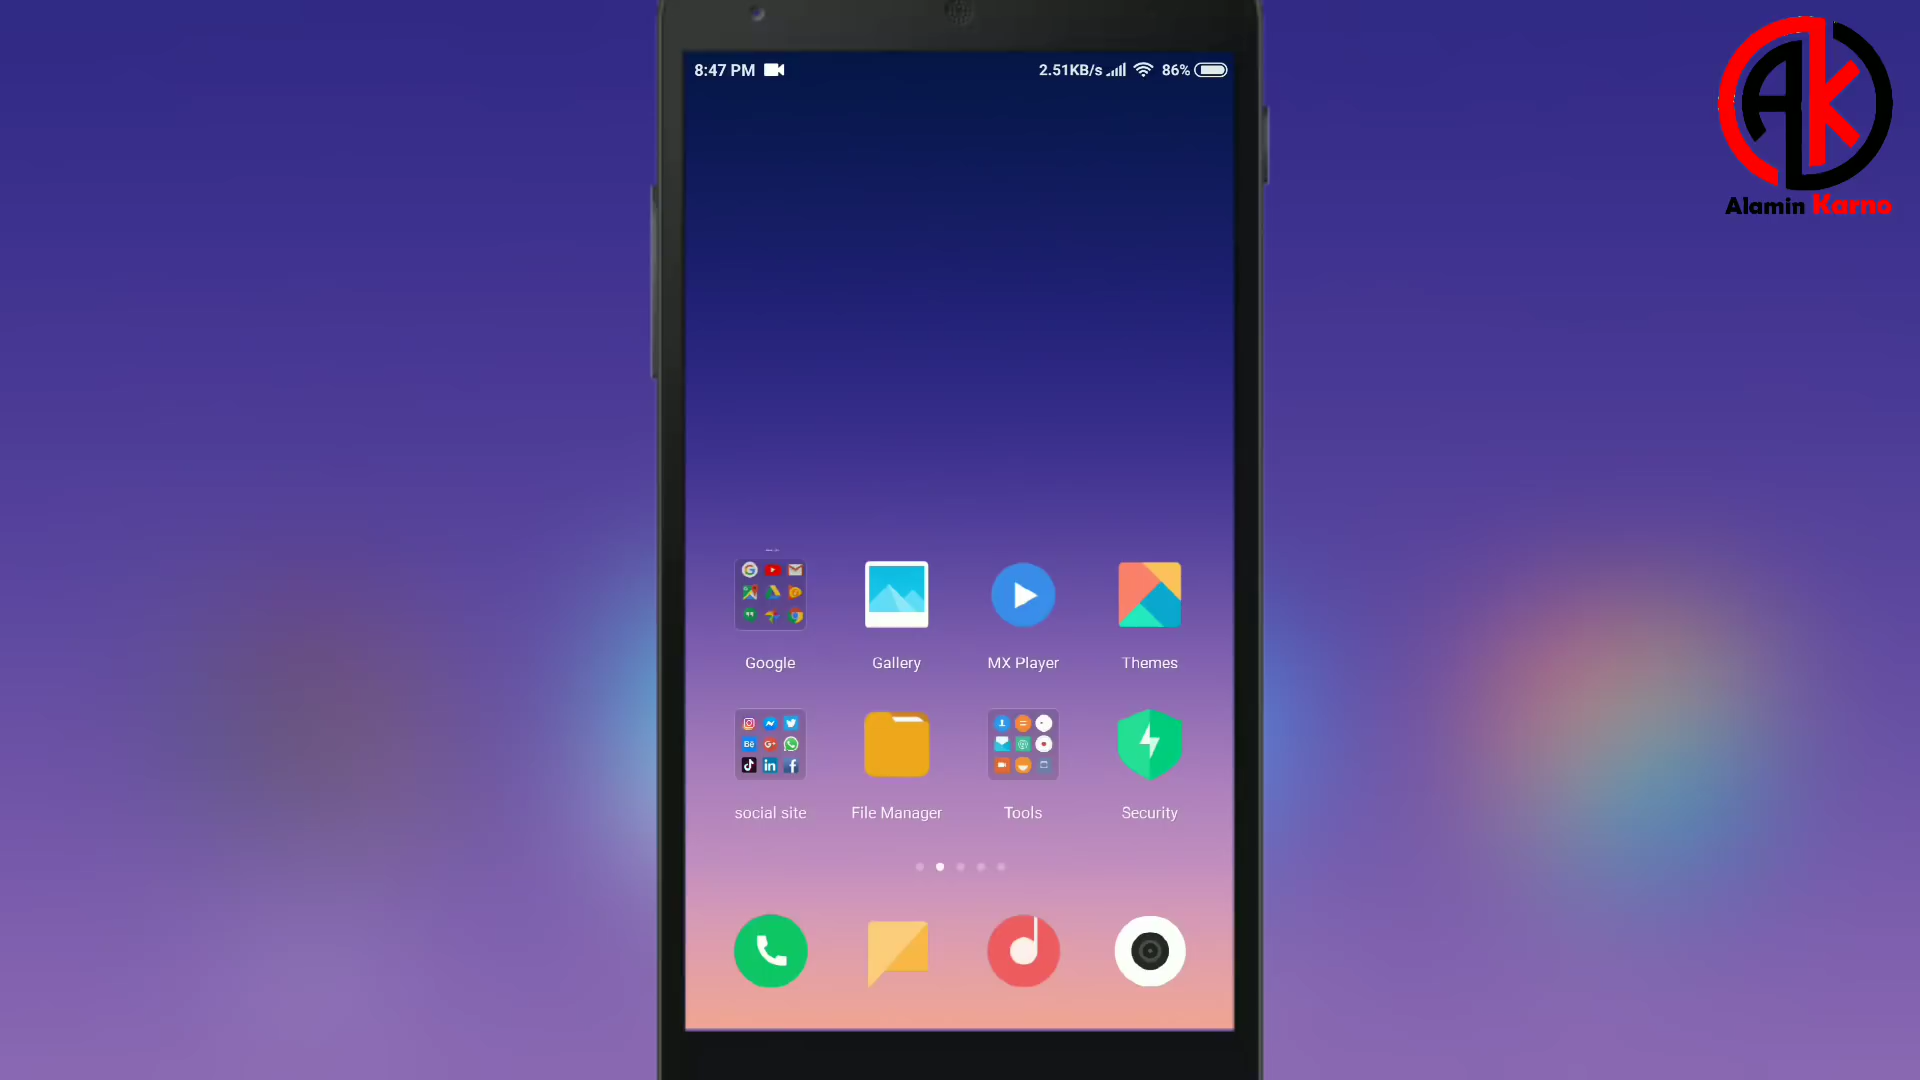 8:47 PM 2.51KB/s 86%
Alamin Karno
Google Gallery MX Player Themes
social site File Manager Tools Security